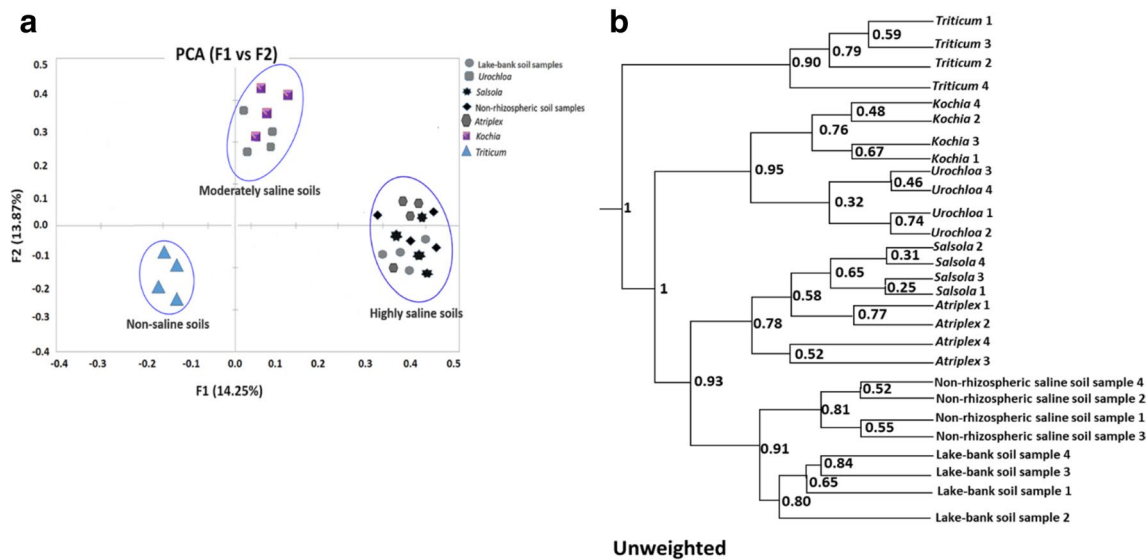 a
PCA (F1 vs F2)
0.5
0.4
0.3
0.2
0.1
0.0
-0.1
-0.2
-0.3
-0.4
F2 (13.87%)
-0.4
-0.3
-0.2
-0.1
0.0
0.1
0.2
0.3
0.4
0.5
F1 (14.25%)
Moderately saline soils
Non-saline soils
Highly saline soils
Lake-bank soil samples
Urochloa
Salsola
Non-rhizospheric soil samples
Atriplex
Kochia
Triticum
b
Triticum 1
0.59
Triticum 3
0.79
Triticum 2
0.90
Triticum 4
Kochia 4
0.48
Kochia 2
0.76
Kochia 3
0.67
Kochia 1
0.95
Urochloa 3
0.46
Urochloa 4
0.32
Urochloa 1
0.74
Urochloa 2
1
Salsola 2
0.31
Salsola 4
0.65
Salsola 3
0.25
Salsola 1
1
0.58
Atriplex 1
0.77
Atriplex 2
0.78
Atriplex 4
0.52
Atriplex 3
0.93
Non-rhizospheric saline soil sample 4
0.52
Non-rhizospheric saline soil sample 2
0.81
Non-rhizospheric saline soil sample 1
0.55
Non-rhizospheric saline soil sample 3
0.91
Lake-bank soil sample 4
0.84
Lake-bank soil sample 3
0.65
Lake-bank soil sample 1
0.80
Lake-bank soil sample 2
Unweighted